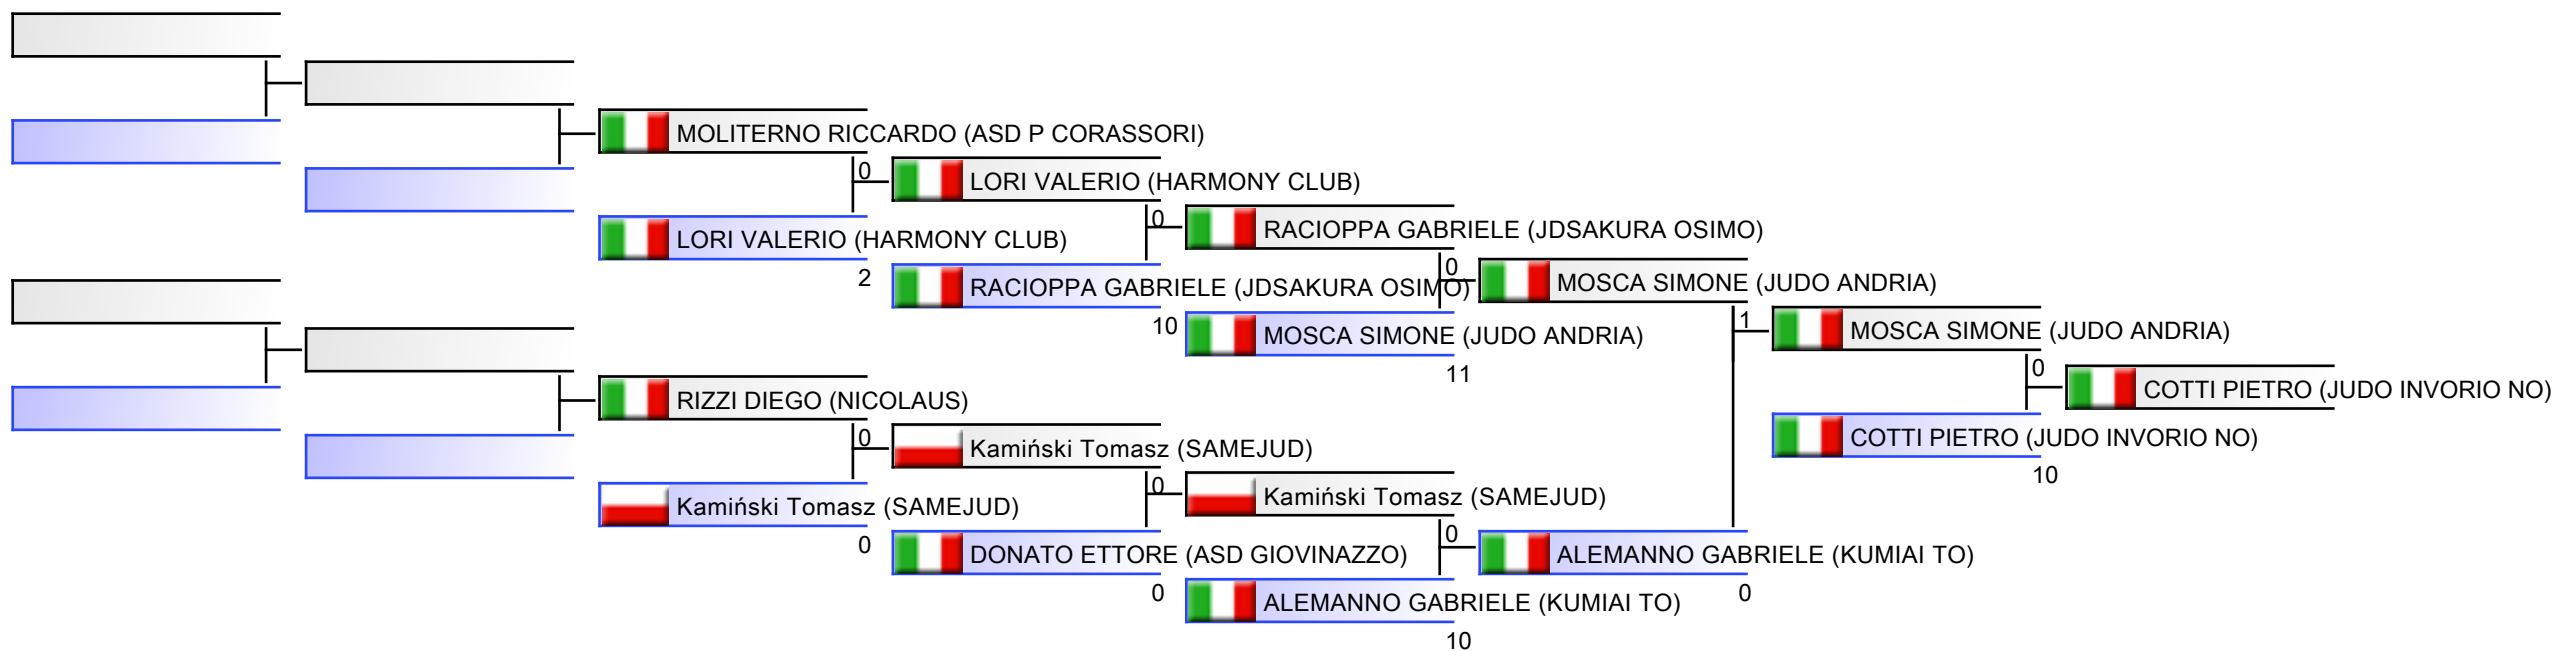 MOLITERNO RICCARDO (ASD P CORASSORI)
0
LORI VALERIO (HARMONY CLUB)
0
RACIOPPA GABRIELE (JDSAKURA OSIMO)
LORI VALERIO (HARMONY CLUB)
2
0
MOSCA SIMONE (JUDO ANDRIA)
RACIOPPA GABRIELE (JDSAKURA OSIMO)
10
1
MOSCA SIMONE (JUDO ANDRIA)
MOSCA SIMONE (JUDO ANDRIA)
11
0
COTTI PIETRO (JUDO INVORIO NO)
RIZZI DIEGO (NICOLAUS)
0
Kamiński Tomasz (SAMEJUD)
COTTI PIETRO (JUDO INVORIO NO)
10
0
Kamiński Tomasz (SAMEJUD)
Kamiński Tomasz (SAMEJUD)
0
0
DONATO ETTORE (ASD GIOVINAZZO)
0
ALEMANNO GABRIELE (KUMIAI TO)
0
ALEMANNO GABRIELE (KUMIAI TO)
10